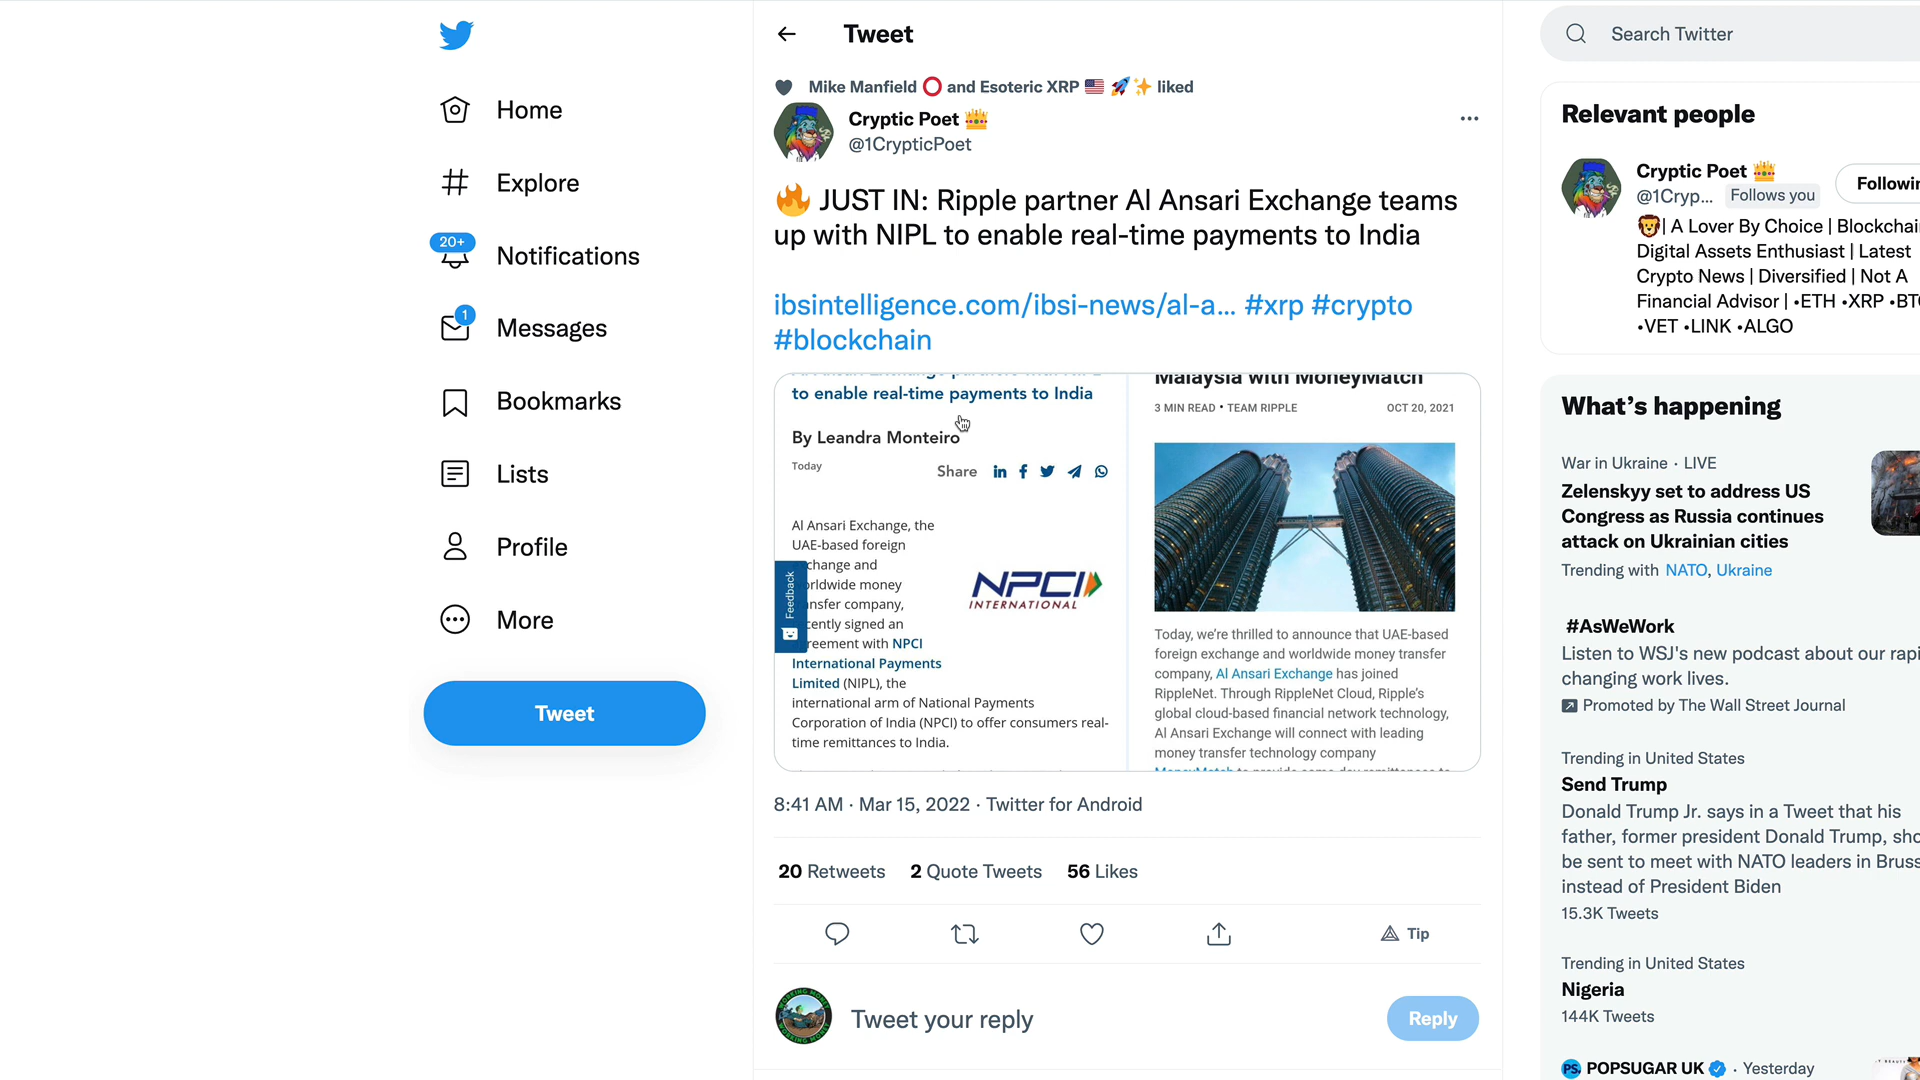 Tweet
Search Twitter
Mike Manfield and Esoteric XRP liked
Cryptic Poet
@1CrypticPoet
JUST IN: Ripple partner Al Ansari Exchange teams
up with NIPL to enable real-time payments to India
ibsintelligence.com/ibsi-news/al-a... #xrp #crypto
#blockchain
to enable real-time payments to India
By Leandra Monteiro
Today
Share
Al Ansari Exchange, the
UAE-based foreign
change and
orldwide money
ansfer company,
cently signed an
reement with NPCI
International Payments
Limited (NIPL), the
international arm of National Payments
Corporation of India (NPCI) to offer consumers real-
time remittances to India.
Feedback
NPCI
INTERNATIONAL
Malaysia with MoneyMatch
3 MIN READ • TEAM RIPPLE
OCT 20, 2021
Today, we're thrilled to announce that UAE-based
foreign exchange and worldwide money transfer
company, Al Ansari Exchange has joined
RippleNet. Through RippleNet Cloud, Ripple's
global cloud-based financial network technology,
Al Ansari Exchange will connect with leading
money transfer technology company
8:41 AM · Mar 15, 2022 · Twitter for Android
20 Retweets 2 Quote Tweets 56 Likes
Tip
Tweet your reply
Reply
Home
Explore
20+
Notifications
1
Messages
Bookmarks
Lists
Profile
More
Tweet
Relevant people
Cryptic Poet
@1Cryp... Follows you
Followin
| A Lover By Choice | Blockchai
Digital Assets Enthusiast | Latest
Crypto News | Diversified | Not A
Financial Advisor | •ETH •XRP •BT
•VET •LINK •ALGO
What's happening
War in Ukraine · LIVE
Zelenskyy set to address US
Congress as Russia continues
attack on Ukrainian cities
Trending with NATO, Ukraine
#AsWeWork
Listen to WSJ's new podcast about our rapi
changing work lives.
Promoted by The Wall Street Journal
Trending in United States
Send Trump
Donald Trump Jr. says in a Tweet that his
father, former president Donald Trump, sho
be sent to meet with NATO leaders in Bruss
instead of President Biden
15.3K Tweets
Trending in United States
Nigeria
144K Tweets
PS.
POPSUGAR UK · Yesterday